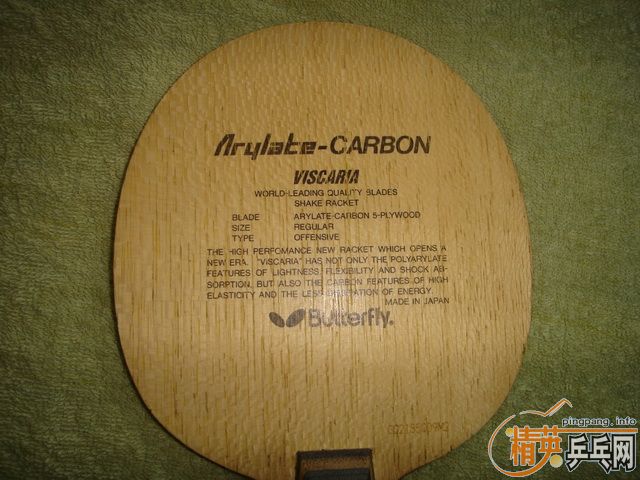 Arylate-CARBON
VISCARIA
WORLD-LEADING QUALITY BLADES
SHAKE RACKET
BLADE ARYLATE-CARBON 5-PLYWOOD
SIZE REGULAR
TYPE OFFENSIVE
THE HIGH PERFOMANCE NEW RACKET WHICH OPENS A
NEW ERA. "VISCARIA" HAS NOT ONLY THE POLYARYLATE
FEATURES OF LIGHTNESS, FLEXIBILITY AND SHOCK AB-
SORPTION, BUT ALSO THE CARBON FEATURES OF HIGH
ELASTICITY AND THE LESS DISSIPATION OF ENERGY.
MADE IN JAPAN
Butterfly.
pingpang.info
精英乒乓网